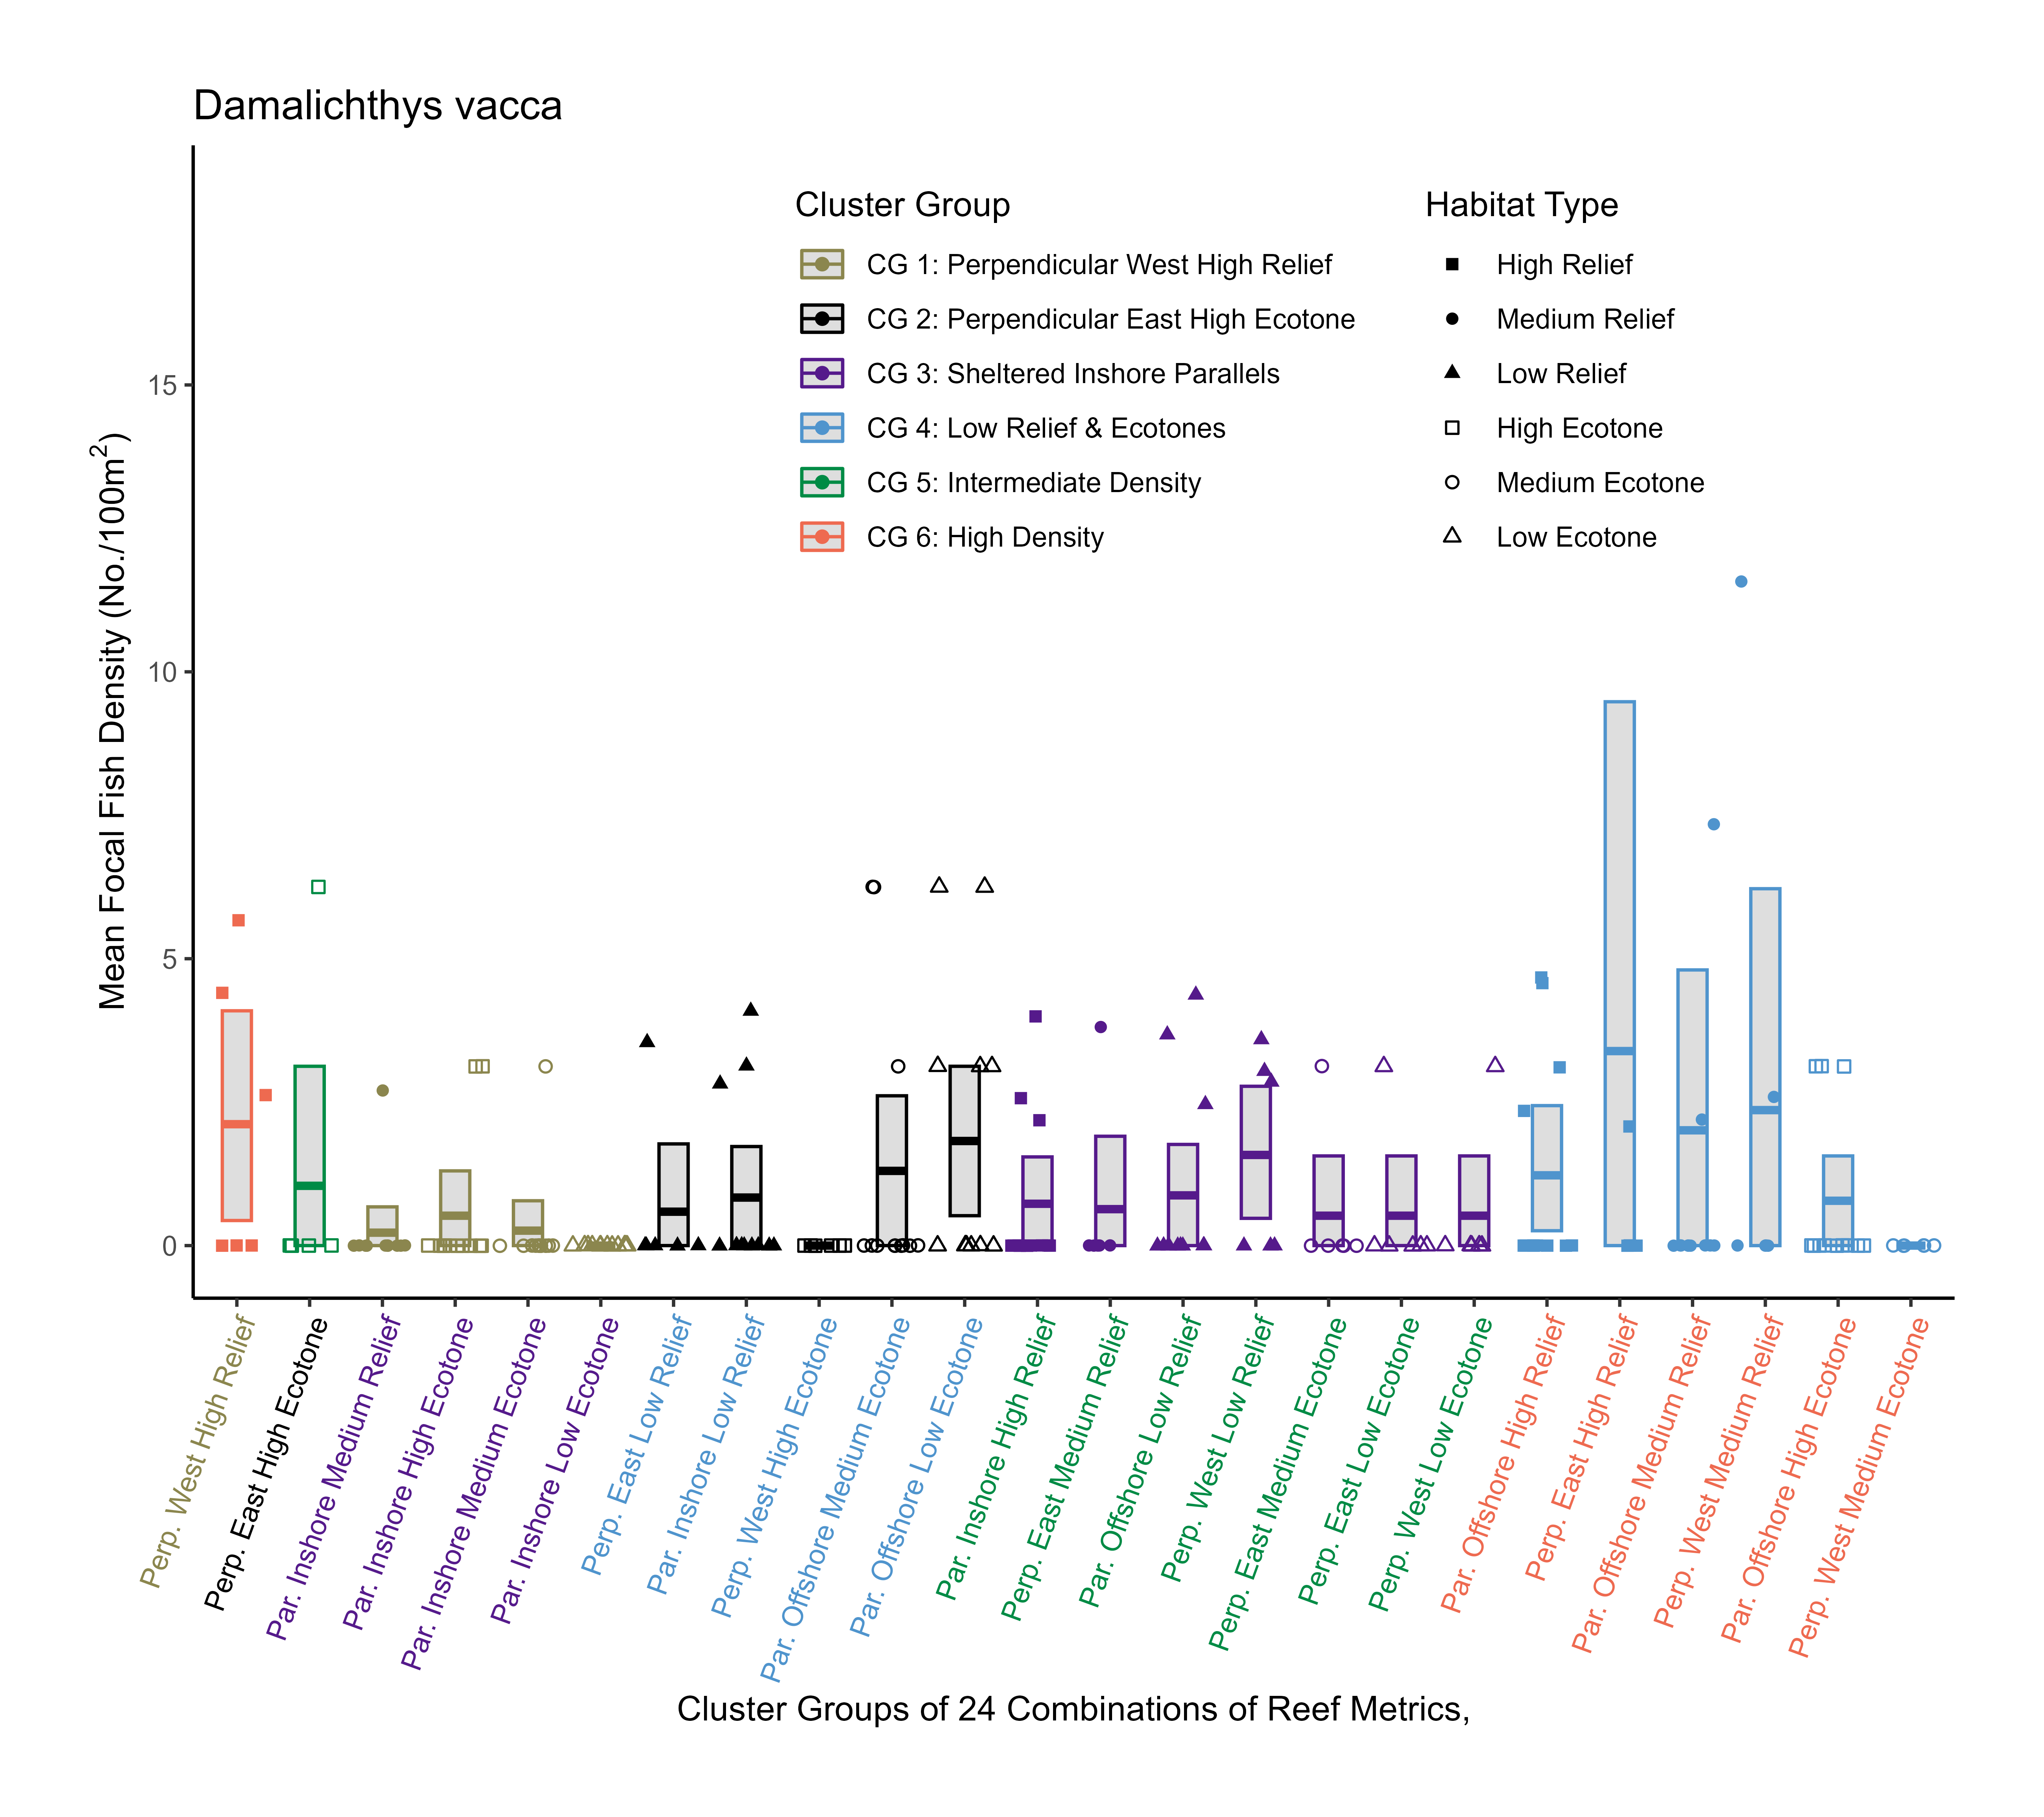 Damalichthys vacca
Mean Focal Fish Density (No./100m²)
15
10
5
0
Cluster Group
CG 1: Perpendicular West High Relief
CG 2: Perpendicular East High Ecotone
CG 3: Sheltered Inshore Parallels
CG 4: Low Relief & Ecotones
CG 5: Intermediate Density
CG 6: High Density
Habitat Type
High Relief
Medium Relief
Low Relief
High Ecotone
Medium Ecotone
Low Ecotone
Perp. West High Relief
Perp. East High Ecotone
Par. Inshore Medium Relief
Par. Inshore High Ecotone
Par. Inshore Medium Ecotone
Par. Inshore Low Ecotone
Perp. East Low Relief
Par. Inshore Low Relief
Perp. West High Ecotone
Par. Offshore Medium Ecotone
Par. Offshore Low Ecotone
Par. Inshore High Relief
Perp. East Medium Relief
Par. Offshore Low Relief
Perp. West Low Relief
Perp. East Medium Ecotone
Perp. East Low Ecotone
Perp. West Low Ecotone
Par. Offshore High Relief
Perp. East High Relief
Par. Offshore Medium Relief
Perp. West Medium Relief
Par. Offshore High Ecotone
Perp. West Medium Ecotone
Cluster Groups of 24 Combinations of Reef Metrics,